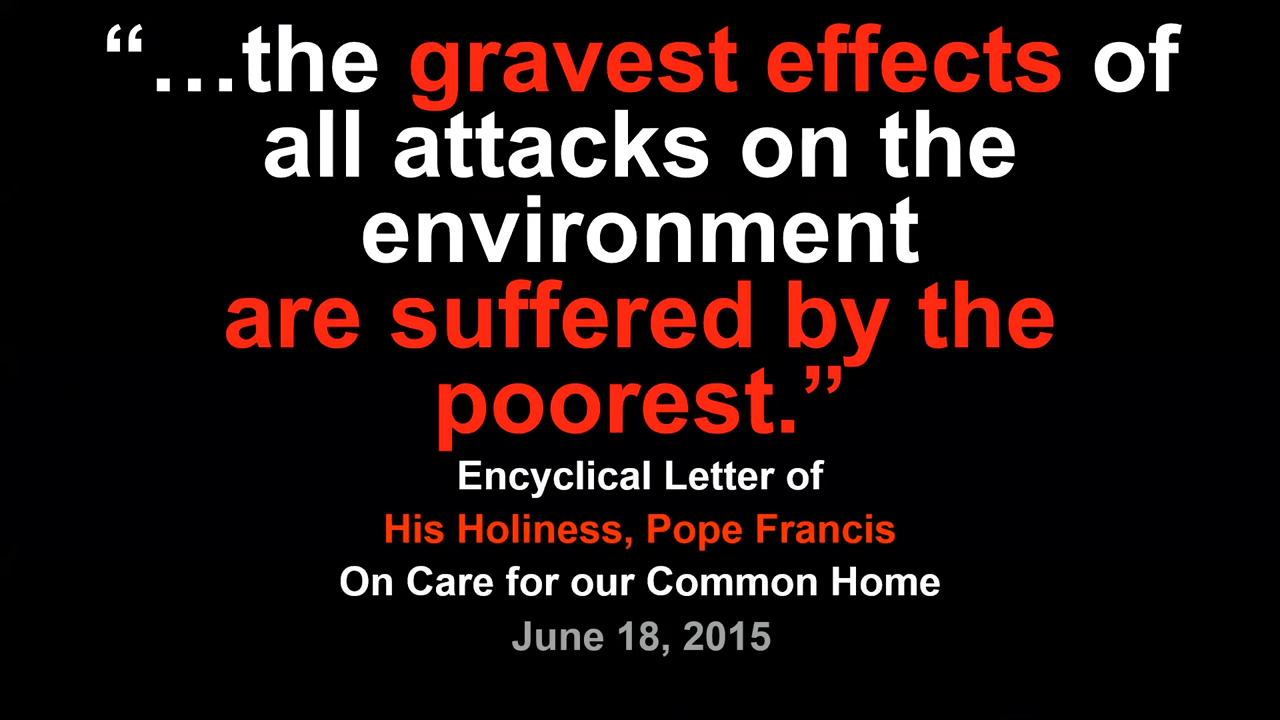 “…the gravest effects of
all attacks on the
environment
are suffered by the
poorest.”
Encyclical Letter of
His Holiness, Pope Francis
On Care for our Common Home
June 18, 2015